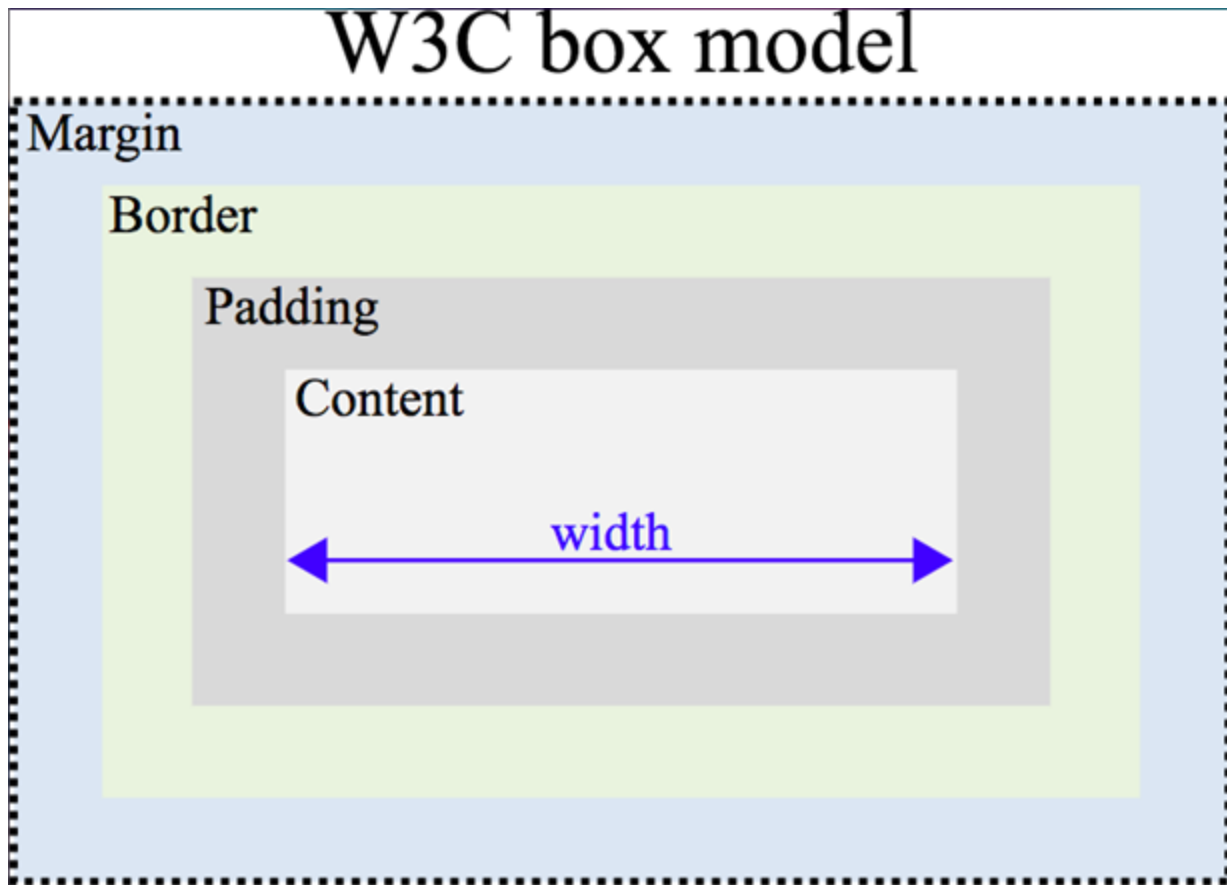 W3C box model
Margin
Border
Padding
Content
width